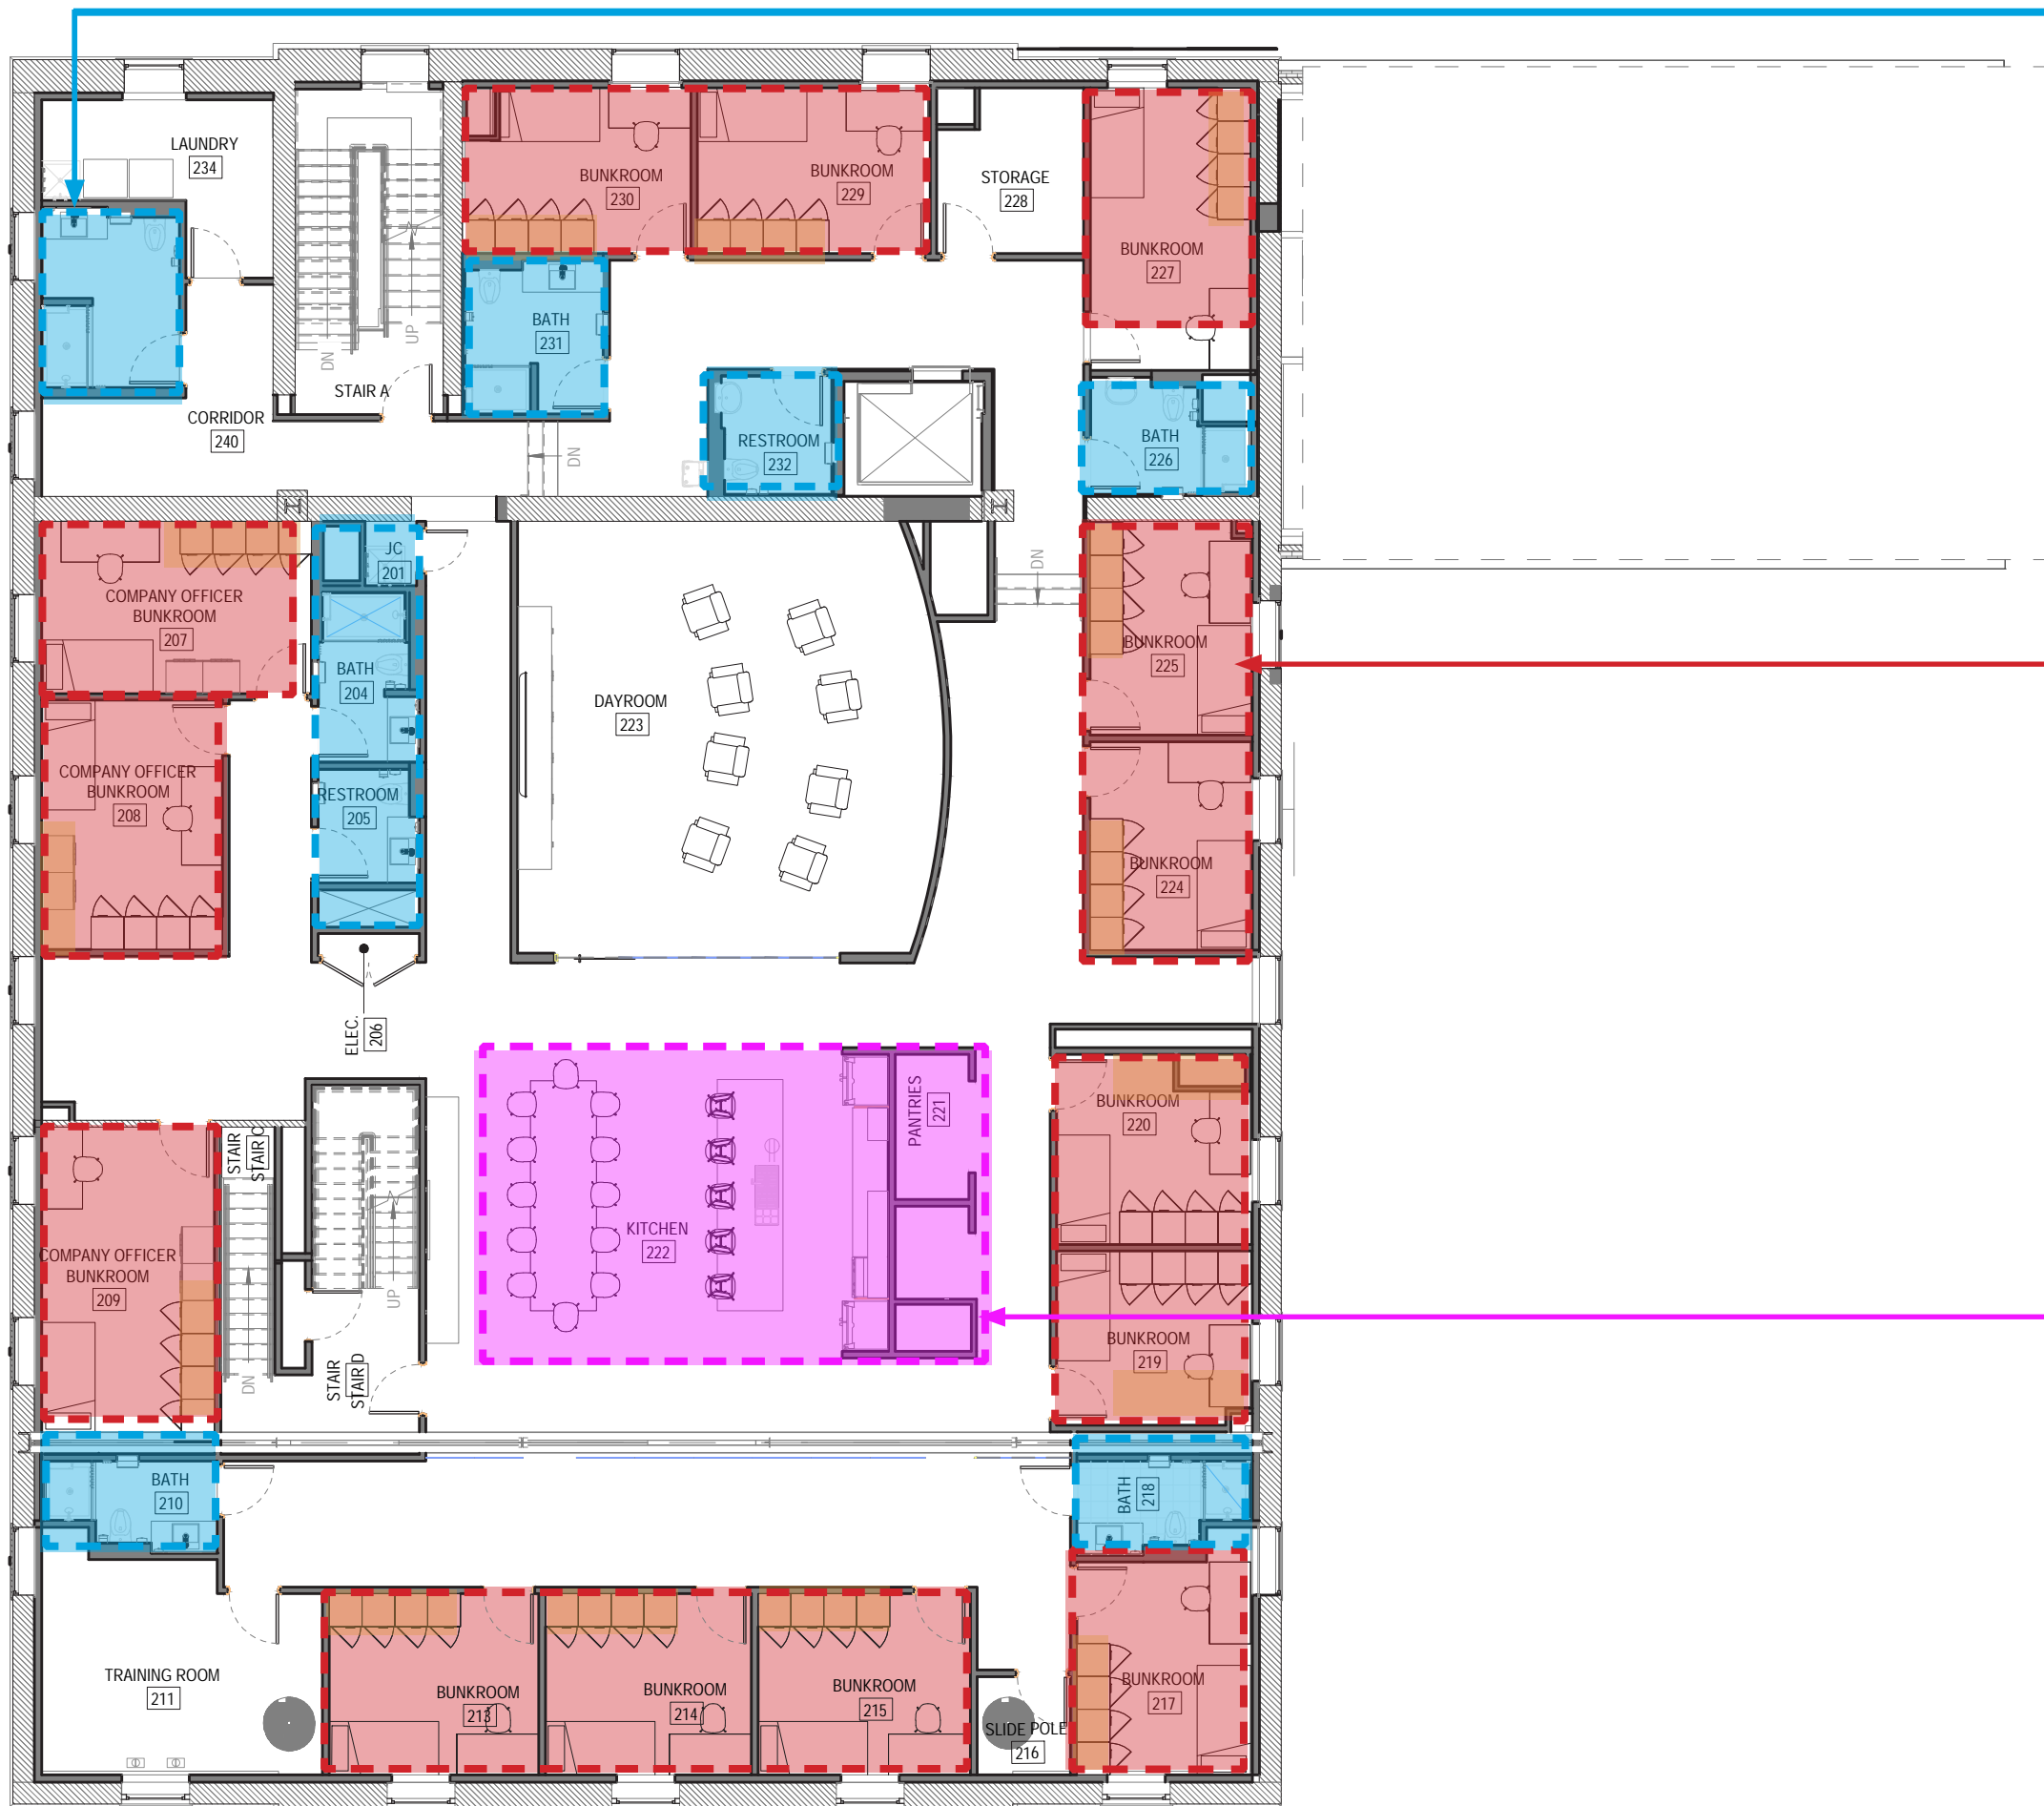 LAUNDRY
234
BUNKROOM
230
BUNKROOM
229
STORAGE
228
BUNKROOM
227
UP
DN
BATH
231
STAIR A
CORRIDOR
240
DN
RESTROOM
232
BATH
226
JC
201
DN
COMPANY OFFICER
BUNKROOM
207
BATH
204
DAYROOM
223
BUNKROOM
225
COMPANY OFFICER
BUNKROOM
208
RESTROOM
205
BUNKROOM
224
ELEC.
206
PANTRIES
221
BUNKROOM
220
STAIR
STAIR C
COMPANY OFFICER
BUNKROOM
209
KITCHEN
222
UP
DN
STAIR
STAIR D
BUNKROOM
219
BATH
210
BATH
218
TRAINING ROOM
211
BUNKROOM
213
BUNKROOM
214
BUNKROOM
215
SLIDE POLE
216
BUNKROOM
217